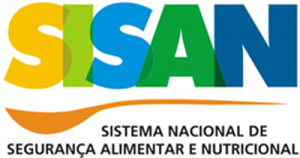 SISAN
SISTEMA NACIONAL DE
SEGURANÇA ALIMENTAR E NUTRICIONAL